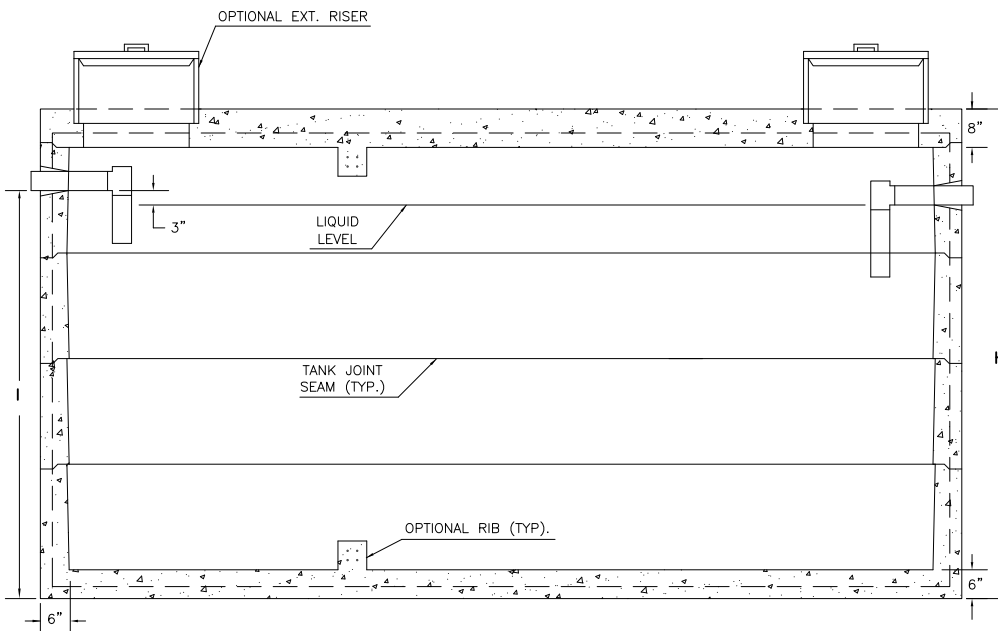 OPTIONAL EXT. RISER
8"
3"
LIQUID
LEVEL
TANK JOINT
SEAM (TYP.)
I
OPTIONAL RIB (TYP).
6"
6"